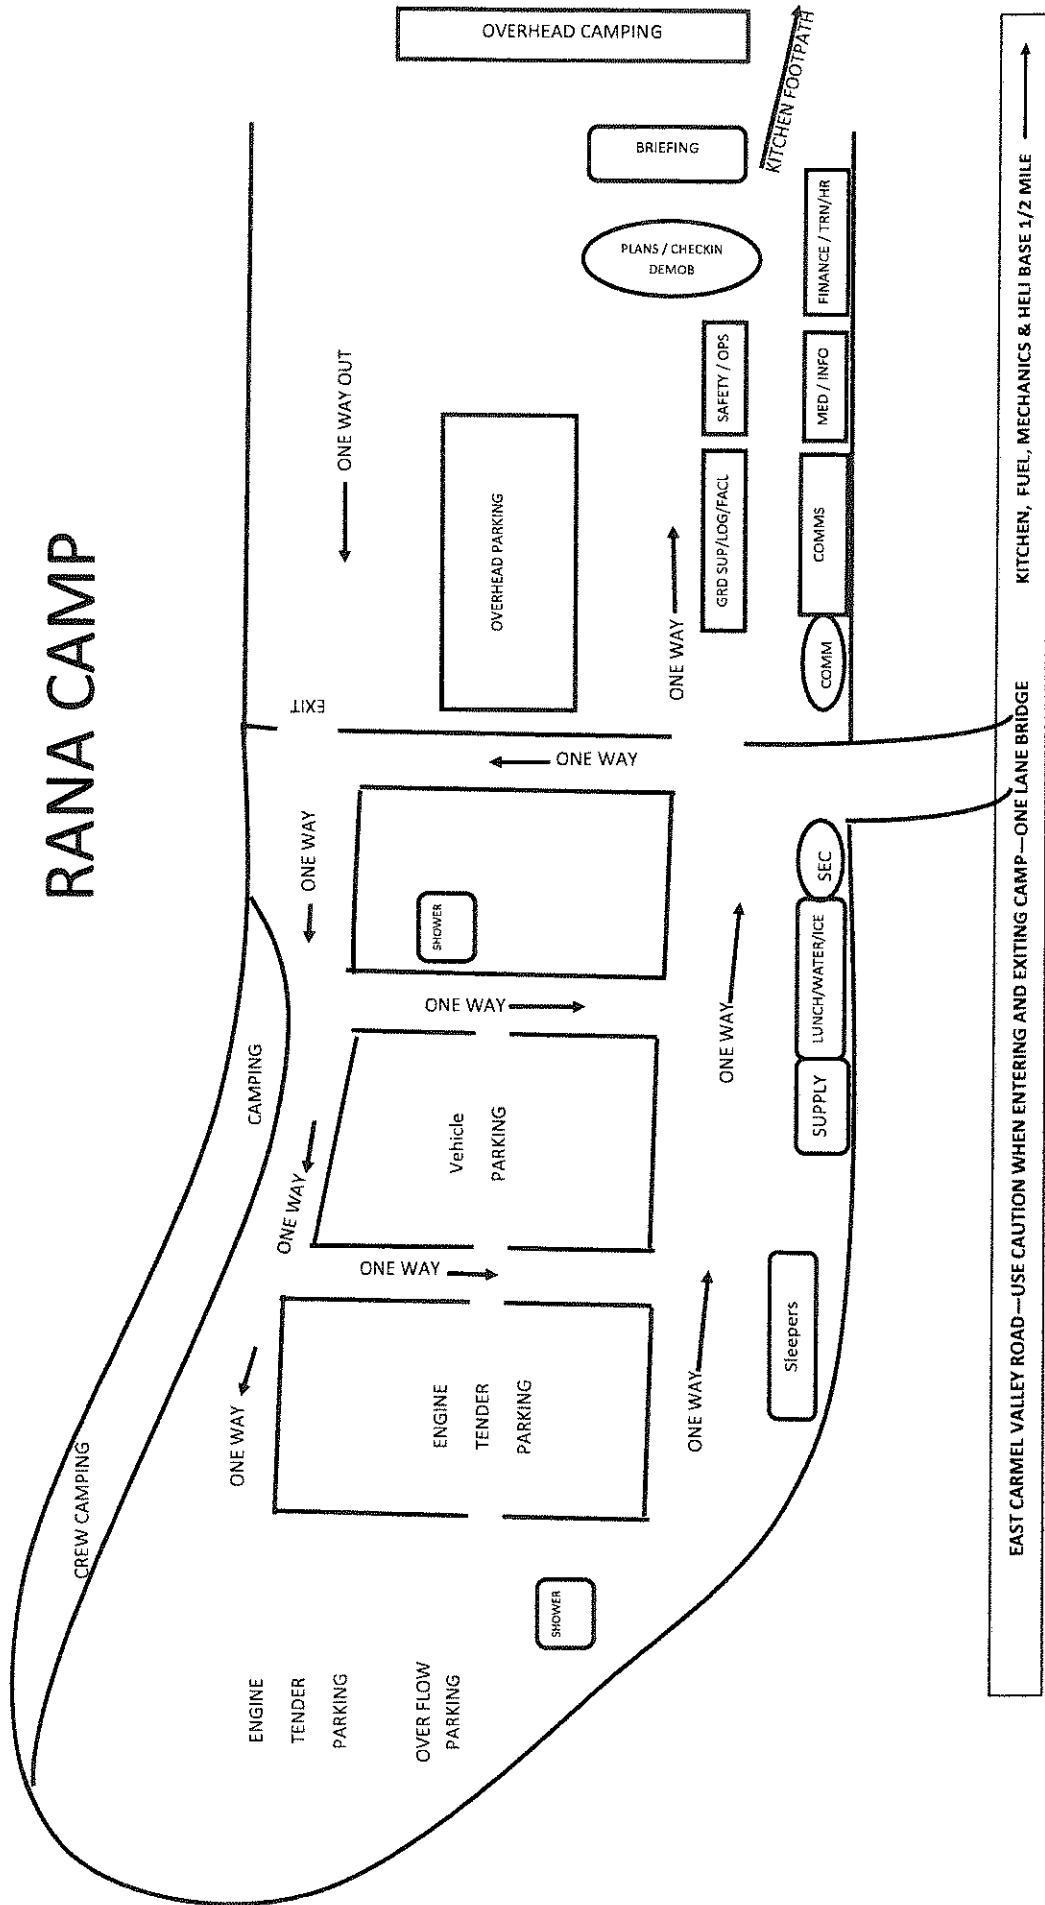 RANA CAMP
OVERHEAD CAMPING
KITCHEN FOOTPATH
BRIEFING
PLANS / CHECKIN
DEMOB
FINANCE / TRN/HR
SAFETY / OPS
MED / INFO
ONE WAY OUT
OVERHEAD PARKING
GRD SUP/LOG/FACL
COMMS
COMM
ONE WAY
EXIT
ONE WAY
ONE WAY
SHOWER
SEC
LUNCH/WATER/ICE
SUPPLY
ONE WAY
ONE WAY
CAMPING
Vehicle
PARKING
ONE WAY
ONE WAY
Sleepers
ONE WAY
ONE WAY
ENGINE
TENDER
PARKING
CREW CAMPING
SHOWER
ENGINE
TENDER
PARKING
OVER FLOW
PARKING
EAST CARMEL VALLEY ROAD—USE CAUTION WHEN ENTERING AND EXITING CAMP—ONE LANE BRIDGE KITCHEN, FUEL, MECHANICS & HELI BASE 1/2 MILE